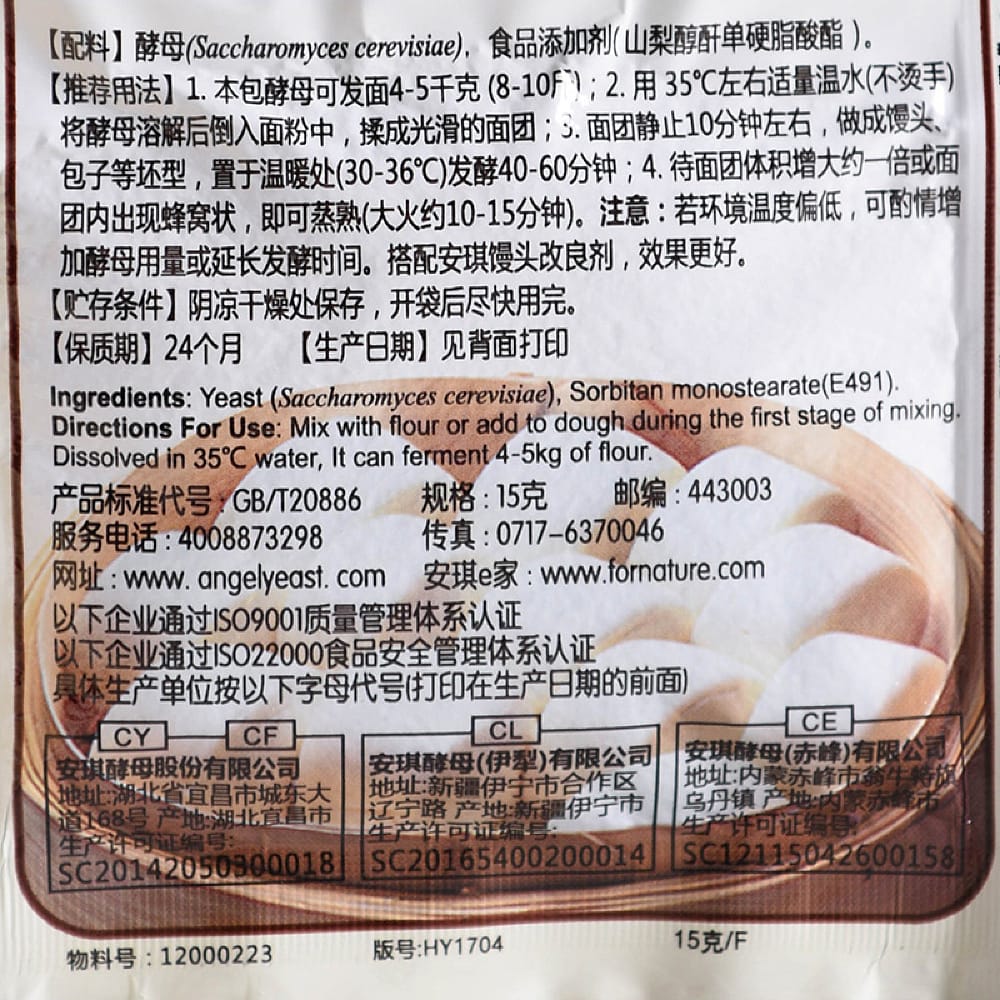 【配料】酵母(Saccharomyces cerevisiae)，食品添加剂(山梨醇酐单硬脂酸酯)。
【推荐用法】1. 本包酵母可发面4-5千克 (8-10斤)；2. 用 35℃左右适量温水(不烫手)
将酵母溶解后倒入面粉中，揉成光滑的面团；3. 面团静止10分钟左右，做成馒头、
包子等坯型，置于温暖处(30-36℃)发酵40-60分钟；4. 待面团体积增大约一倍或面
团内出现蜂窝状，即可蒸熟(大火约10-15分钟)。注意：若环境温度偏低，可酌情增
加酵母用量或延长发酵时间。搭配安琪馒头改良剂，效果更好。
【贮存条件】阴凉干燥处保存，开袋后尽快用完。
【保质期】24个月 【生产日期】见背面打印
Ingredients: Yeast (Saccharomyces cerevisiae), Sorbitan monostearate(E491).
Directions For Use: Mix with flour or add to dough during the first stage of mixing.
Dissolved in 35℃ water, It can ferment 4-5kg of flour.
产品标准代号：GB/T20886 规格：15克 邮编：443003
服务电话：4008873298 传真：0717-6370046
网址：www. angelyeast. com 安琪e家：www.fornature.com
以下企业通过ISO9001质量管理体系认证
以下企业通过ISO22000食品安全管理体系认证
具体生产单位按以下字母代号(打印在生产日期的前面)
CY CF
安琪酵母股份有限公司
地址:湖北省宜昌市城东大
道168号 产地:湖北宜昌市
生产许可证编号:
SC20142050300018
CL
安琪酵母(伊犁)有限公司
地址:新疆伊宁市合作区
辽宁路 产地:新疆伊宁市
生产许可证编号:
SC20165400200014
CE
安琪酵母(赤峰)有限公司
地址:内蒙赤峰市翁牛特旗
乌丹镇 产地:内蒙赤峰市
生产许可证编号:
SC12115042600158
物料号：12000223 版号:HY1704 15克/F